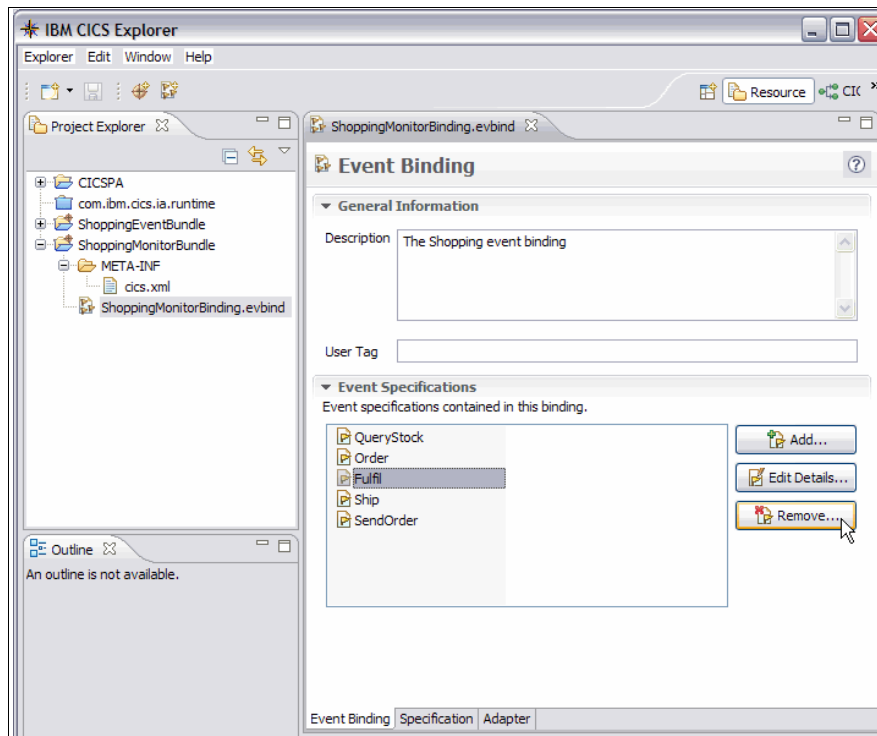 IBM CICS Explorer
Explorer Edit Window Help
Resource CIC
Project Explorer
CICSPA
com.ibm.cics.ia.runtime
ShoppingEventBundle
ShoppingMonitorBundle
META-INF
cics.xml
ShoppingMonitorBinding.evbind
Outline
An outline is not available.
ShoppingMonitorBinding.evbind
Event Binding
General Information
Description The Shopping event binding
User Tag
Event Specifications
Event specifications contained in this binding.
QueryStock
Order
Fulfil
Ship
SendOrder
Add...
Edit Details...
Remove...
Event Binding Specification Adapter